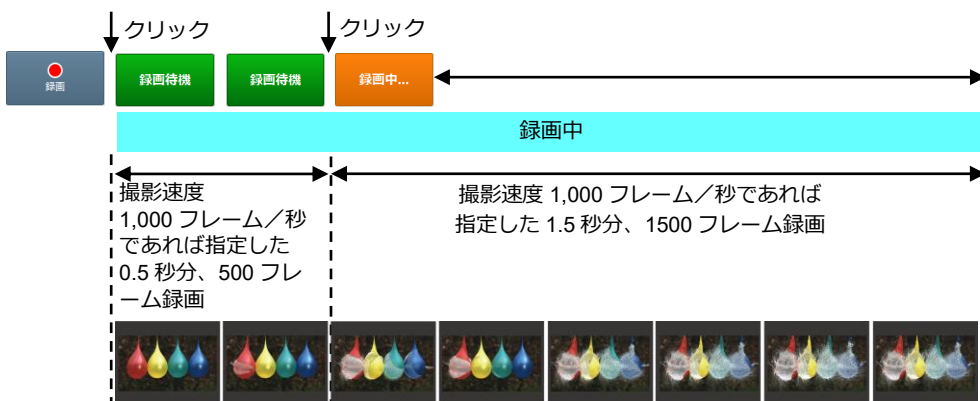 クリック
クリック
録画
録画待機
録画待機
録画中...
録画中
撮影速度
1,000 フレーム／秒
であれば指定した
0.5 秒分、500 フレ
ーム録画
撮影速度 1,000 フレーム／秒であれば
指定した 1.5 秒分、1500 フレーム録画